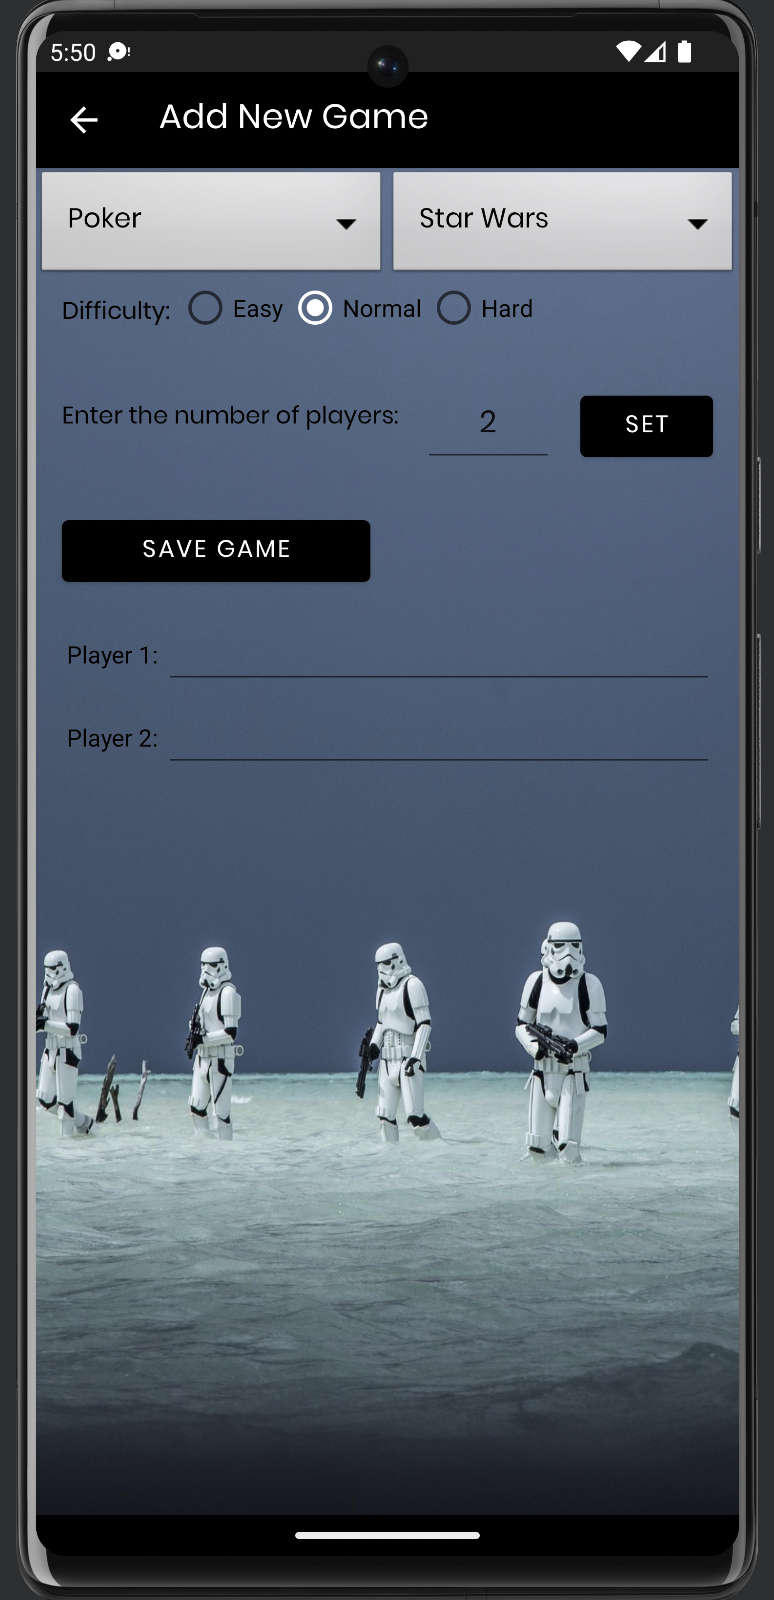 5:50
Add New Game
Poker Star Wars
Difficulty: Easy Normal Hard
Enter the number of players: 2 SET
SAVE GAME
Player 1:
Player 2: